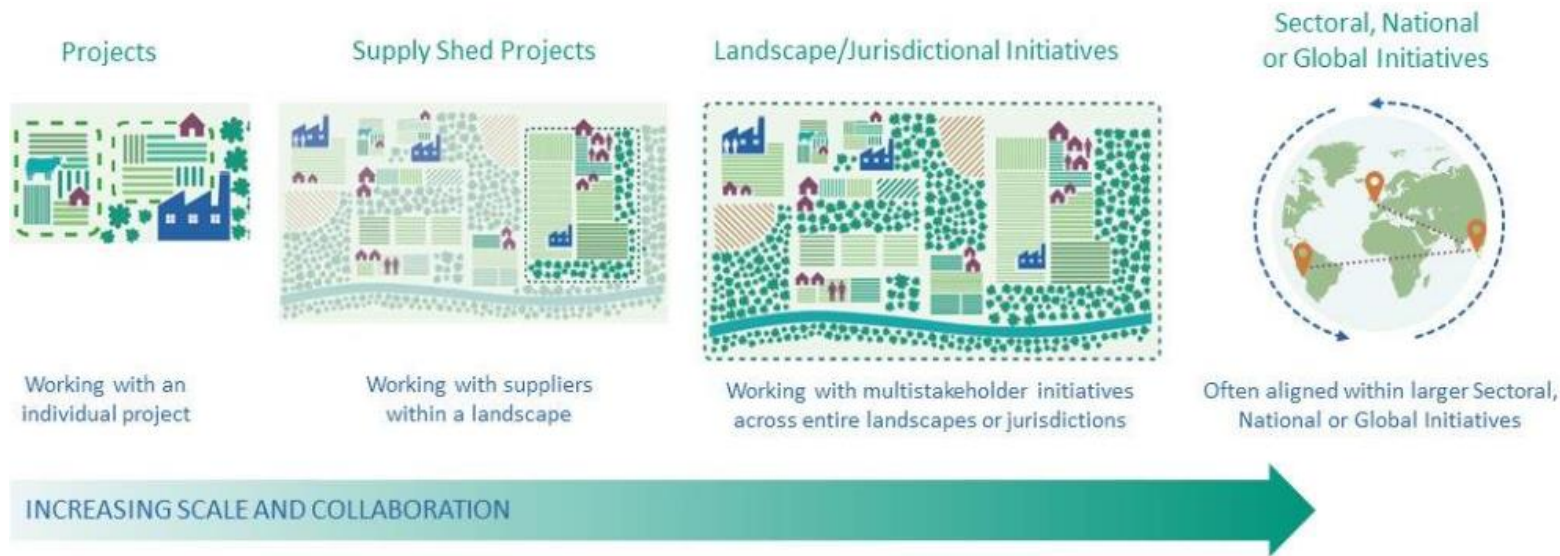 Projects
Working with an
individual project
Supply Shed Projects
Working with suppliers
within a landscape
Landscape/Jurisdictional Initiatives
Working with multistakeholder initiatives
across entire landscapes or jurisdictions
Sectoral, National
or Global Initiatives
Often aligned within larger Sectoral,
National or Global Initiatives
INCREASING SCALE AND COLLABORATION